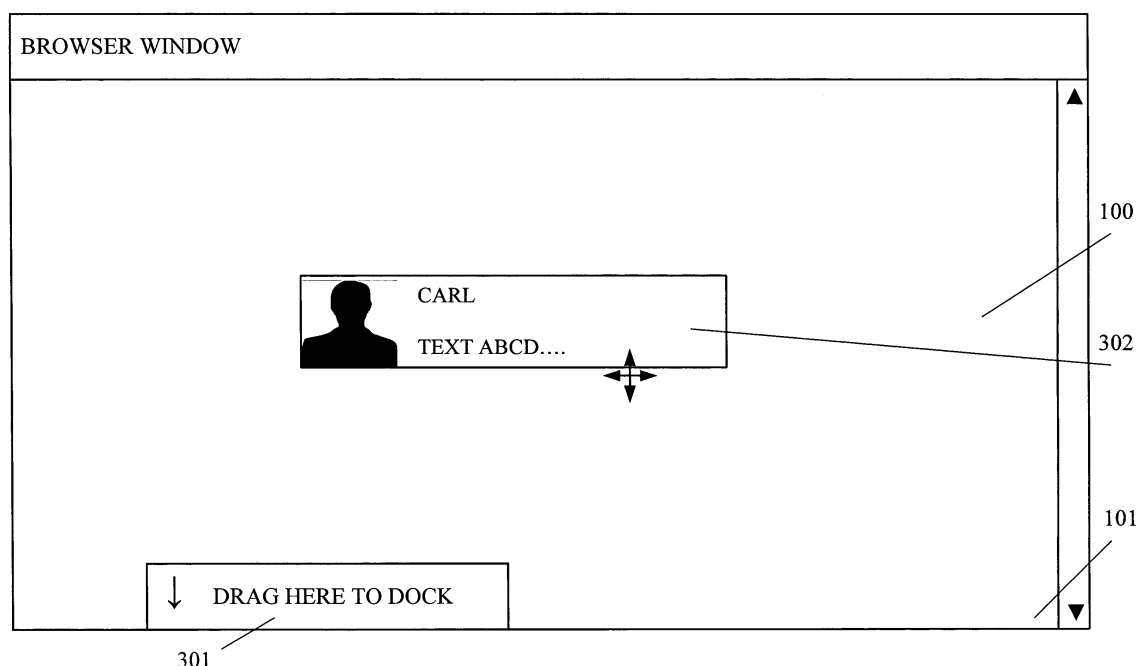 BROWSER WINDOW
100
CARL
302
TEXT ABCD....
101
DRAG HERE TO DOCK
301